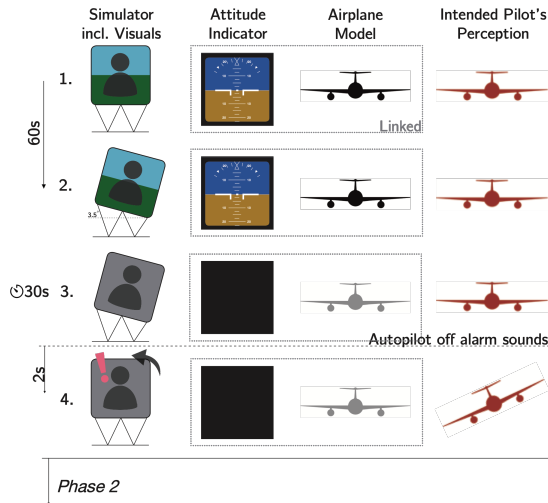 Simulator
incl. Visuals
Attitude
Indicator
Airplane
Model
Intended Pilot's
Perception
1.
Linked
60s
2.
3.5
30s
3.
Autopilot off alarm sounds
2s
4.
Phase 2